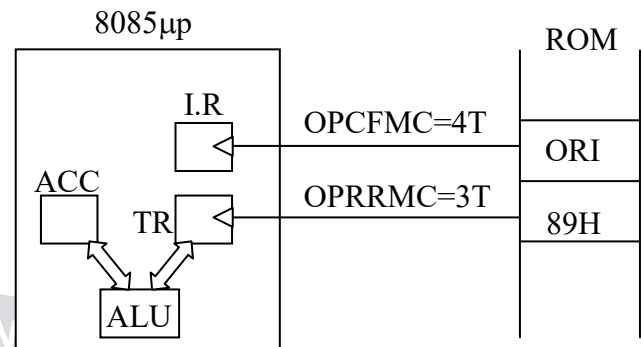 8085μp
ROM
I.R
OPCFMC=4T
ORI
ACC
TR
OPRRMC=3T
89H
ALU